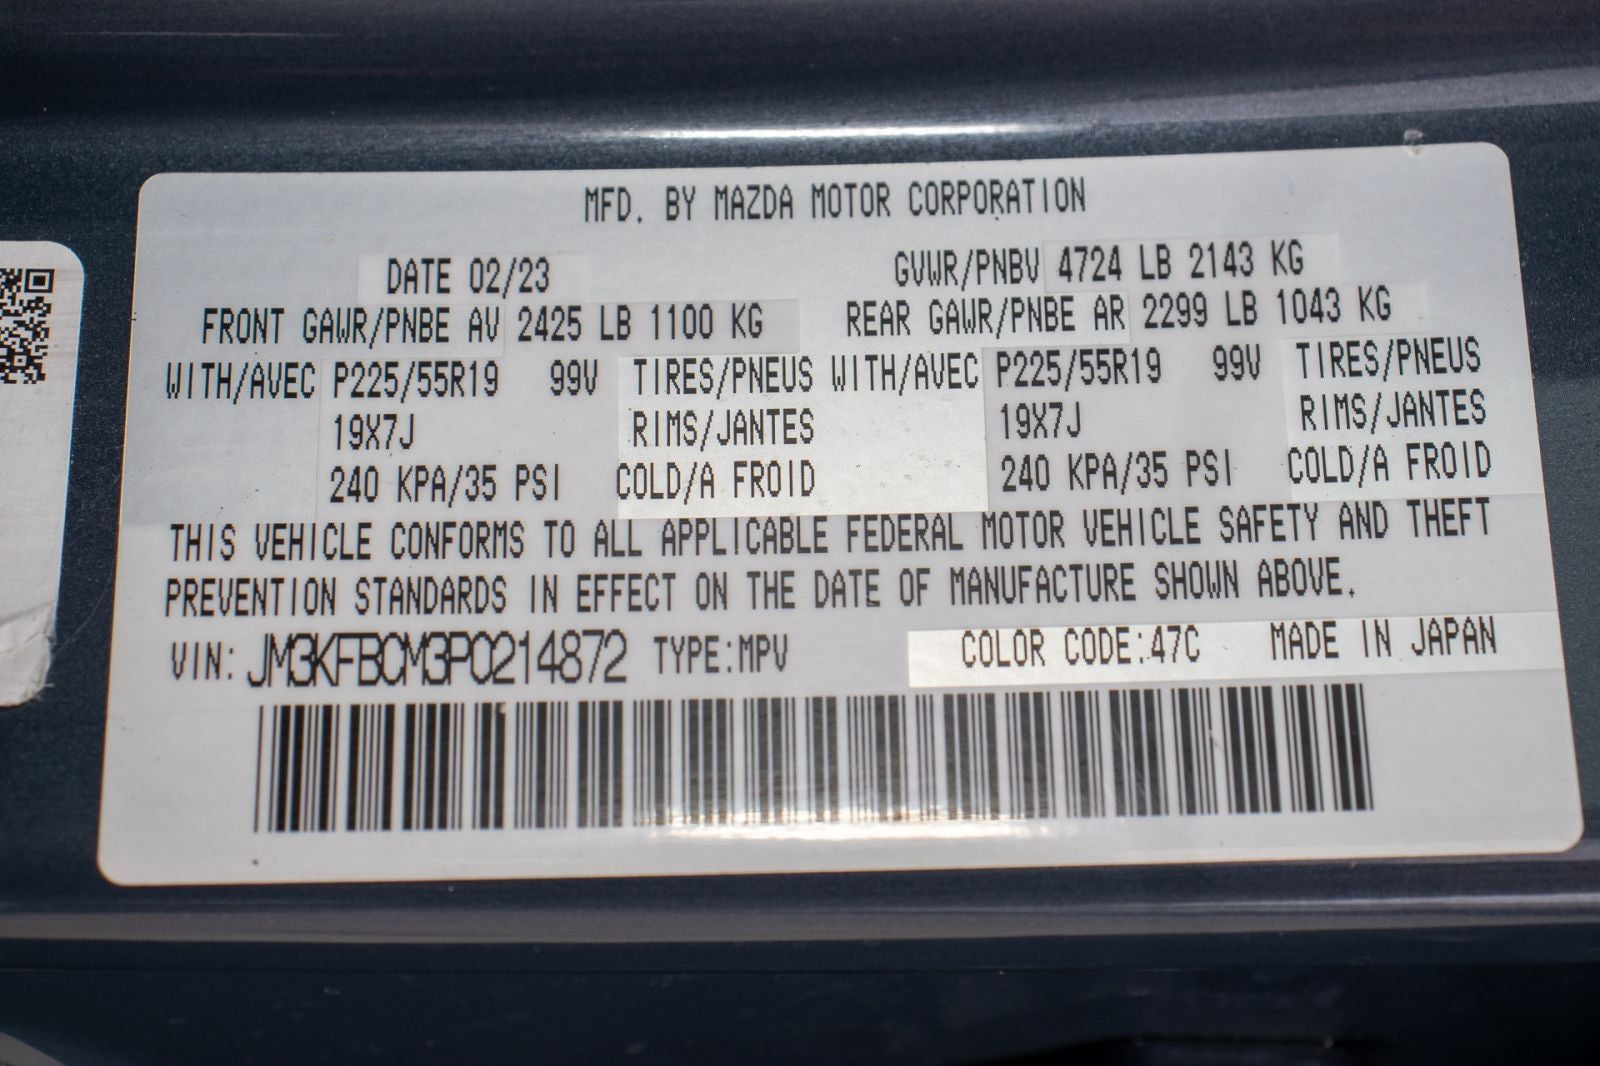 MFD. BY MAZDA MOTOR CORPORATION
DATE 02/23 GVWR/PNBV 4724 LB 2143 KG
FRONT GAWR/PNBE AV 2425 LB 1100 KG REAR GAWR/PNBE AR 2299 LB 1043 KG
WITH/AVEC P225/55R19 99V TIRES/PNEUS WITH/AVEC P225/55R19 99V TIRES/PNEUS
19X7J RIMS/JANTES 19X7J RIMS/JANTES
240 KPA/35 PSI COLD/A FROID 240 KPA/35 PSI COLD/A FROID
THIS VEHICLE CONFORMS TO ALL APPLICABLE FEDERAL MOTOR VEHICLE SAFETY AND THEFT
PREVENTION STANDARDS IN EFFECT ON THE DATE OF MANUFACTURE SHOWN ABOVE.
VIN: JM3KFBCM3P0214872 TYPE:MPV COLOR CODE:47C MADE IN JAPAN